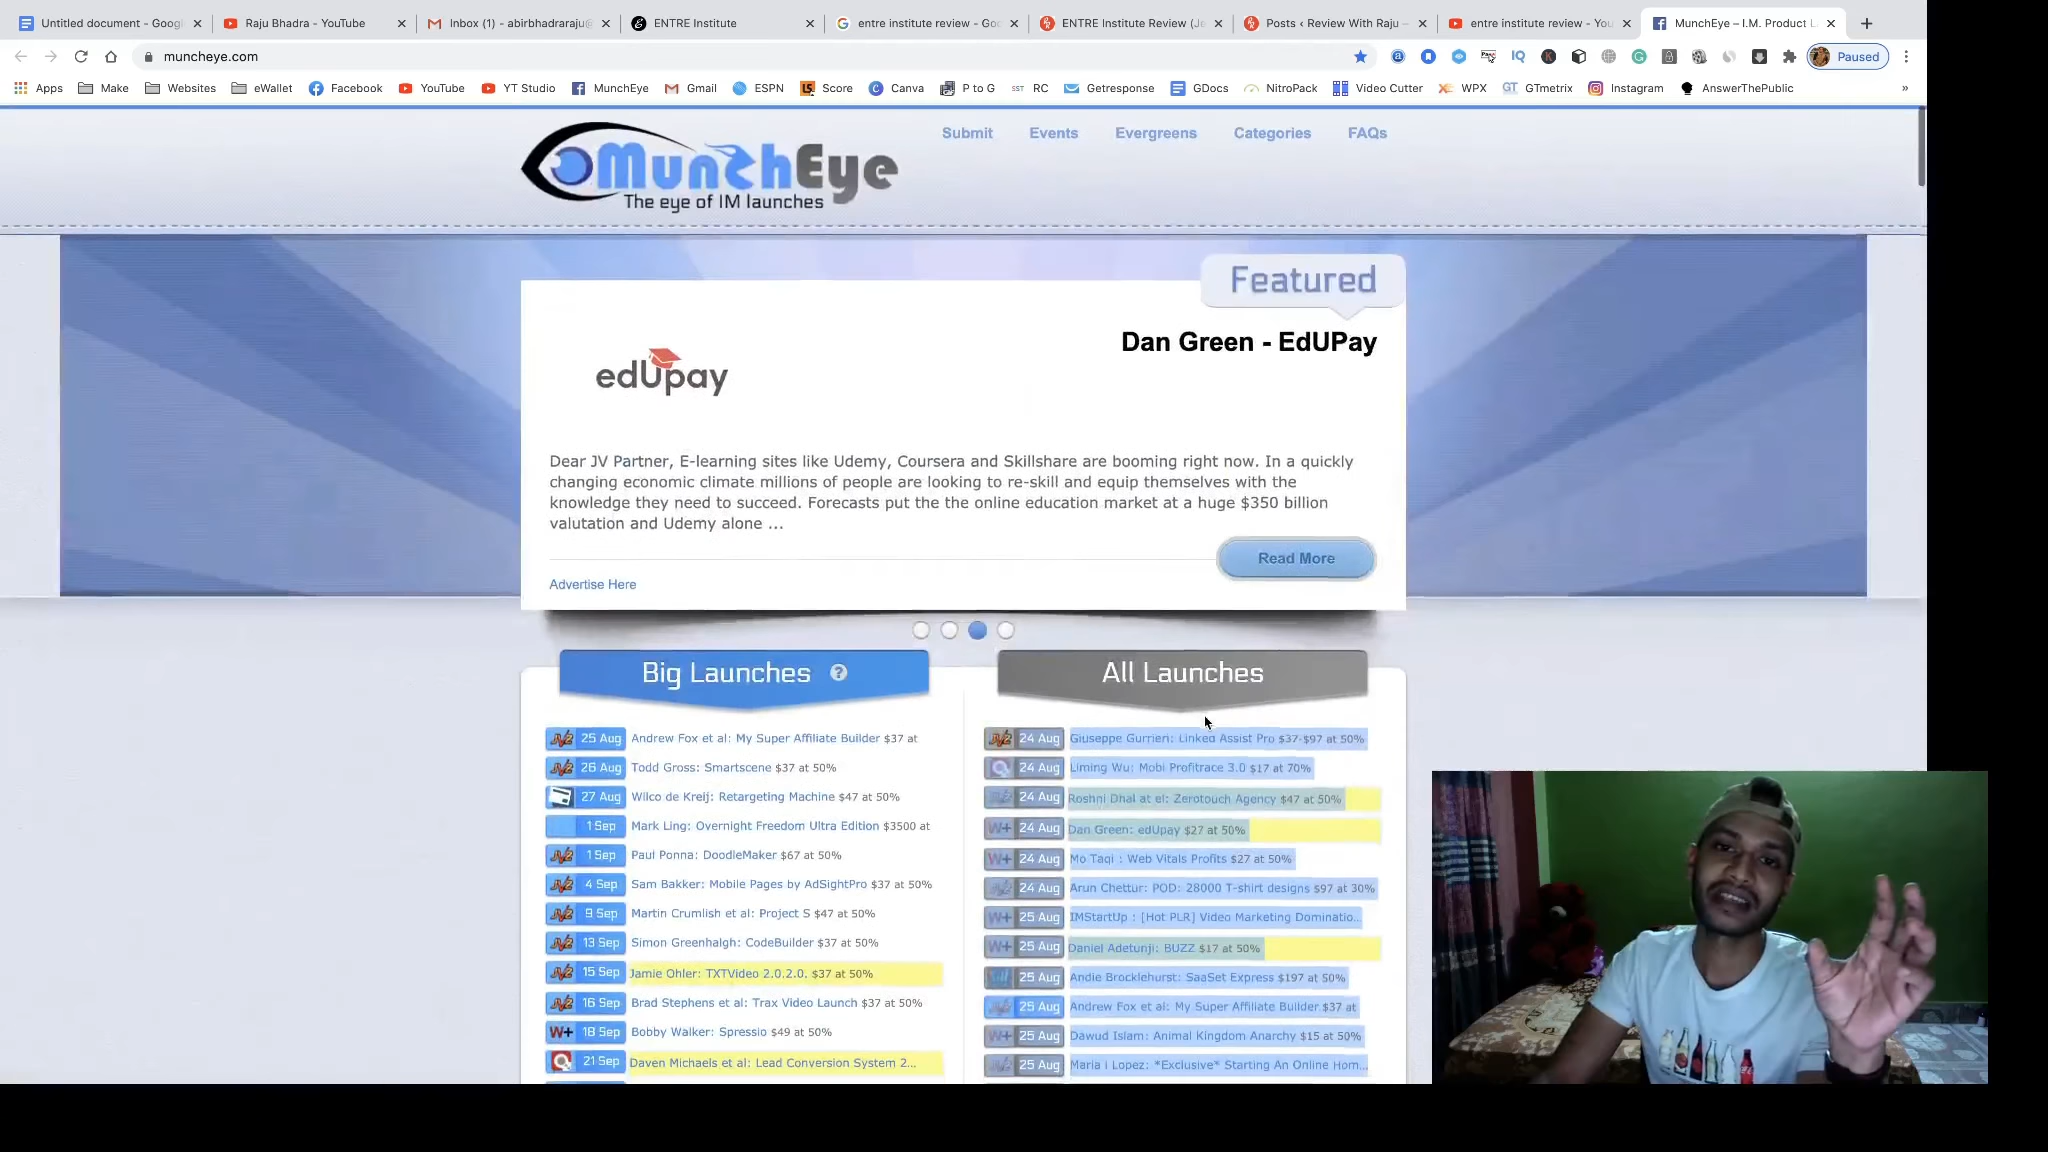 Untitled document - Googl
Raju Bhadra - YouTube
Inbox (1) - abirbhadraraju@
ENTRE Institute
entre institute review - Goo
ENTRE Institute Review (Je
Posts ‹ Review With Raju —
entre institute review - You
MunchEye – I.M. Product L
muncheye.com
Paused
Apps
Make
Websites
eWallet
Facebook
YouTube
YT Studio
MunchEye
Gmail
ESPN
Score
Canva
P to G
RC
Getresponse
GDocs
NitroPack
Video Cutter
WPX
GTmetrix
Instagram
AnswerThePublic
»
MunchEye
The eye of IM launches
Submit
Events
Evergreens
Categories
FAQs
Featured
Dan Green - EdUPay
edUpay
Dear JV Partner, E-learning sites like Udemy, Coursera and Skillshare are booming right now. In a quickly
changing economic climate millions of people are looking to re-skill and equip themselves with the
knowledge they need to succeed. Forecasts put the the online education market at a huge $350 billion
valutation and Udemy alone ...
Read More
Advertise Here
Big Launches ?
25 Aug Andrew Fox et al: My Super Affiliate Builder $37 at
26 Aug Todd Gross: Smartscene $37 at 50%
27 Aug Wilco de Kreij: Retargeting Machine $47 at 50%
1 Sep Mark Ling: Overnight Freedom Ultra Edition $3500 at
1 Sep Paul Ponna: DoodleMaker $67 at 50%
4 Sep Sam Bakker: Mobile Pages by AdSightPro $37 at 50%
9 Sep Martin Crumlish et al: Project S $47 at 50%
13 Sep Simon Greenhalgh: CodeBuilder $37 at 50%
15 Sep Jamie Ohler: TXTVideo 2.0.2.0. $37 at 50%
16 Sep Brad Stephens et al: Trax Video Launch $37 at 50%
W+ 18 Sep Bobby Walker: Spressio $49 at 50%
21 Sep Daven Michaels et al: Lead Conversion System 2...
All Launches
24 Aug Giuseppe Gurrieri: Linked Assist Pro $37-$97 at 50%
24 Aug Liming Wu: Mobi Profitrace 3.0 $17 at 70%
24 Aug Roshni Dhal at el: Zerotouch Agency $47 at 50%
W+ 24 Aug Dan Green: edUpay $27 at 50%
W+ 24 Aug Mo Taqi : Web Vitals Profits $27 at 50%
24 Aug Arun Chettur: POD: 28000 T-shirt designs $97 at 30%
W+ 25 Aug IMStartUp : [Hot PLR] Video Marketing Dominatio...
W+ 25 Aug Daniel Adetunji: BUZZ $17 at 50%
25 Aug Andie Brocklehurst: SaaSet Express $197 at 50%
25 Aug Andrew Fox et al: My Super Affiliate Builder $37 at
W+ 25 Aug Dawud Islam: Animal Kingdom Anarchy $15 at 50%
25 Aug Maria i Lopez: *Exclusive* Starting An Online Hom...